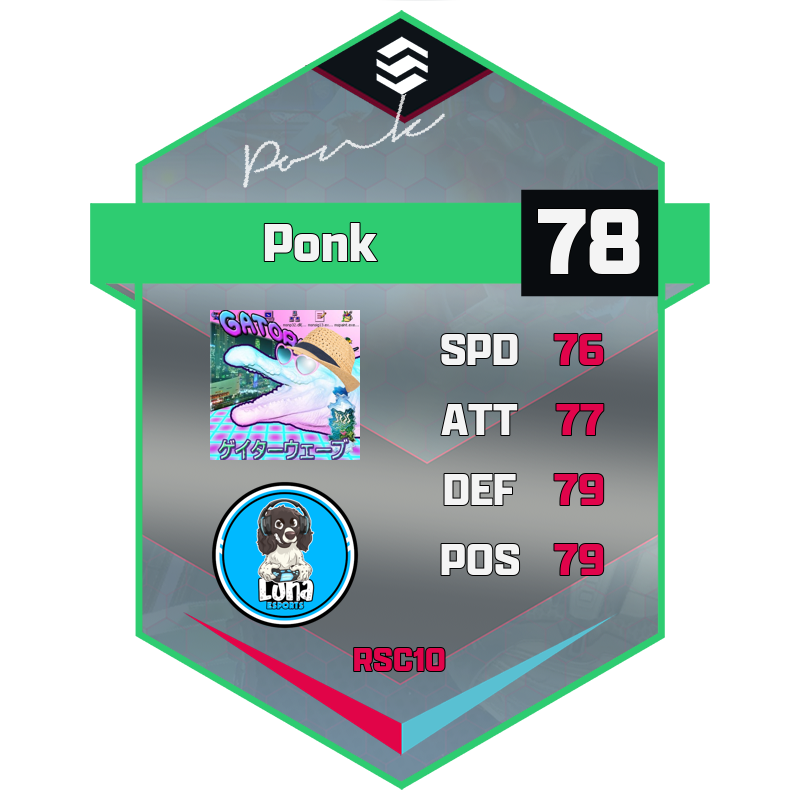 Ponk
Ponk
78
GATOR
ゲイターウェーブ
SPD 76
ATT 77
DEF 79
POS 79
Luna
ESPORTS
RSC10